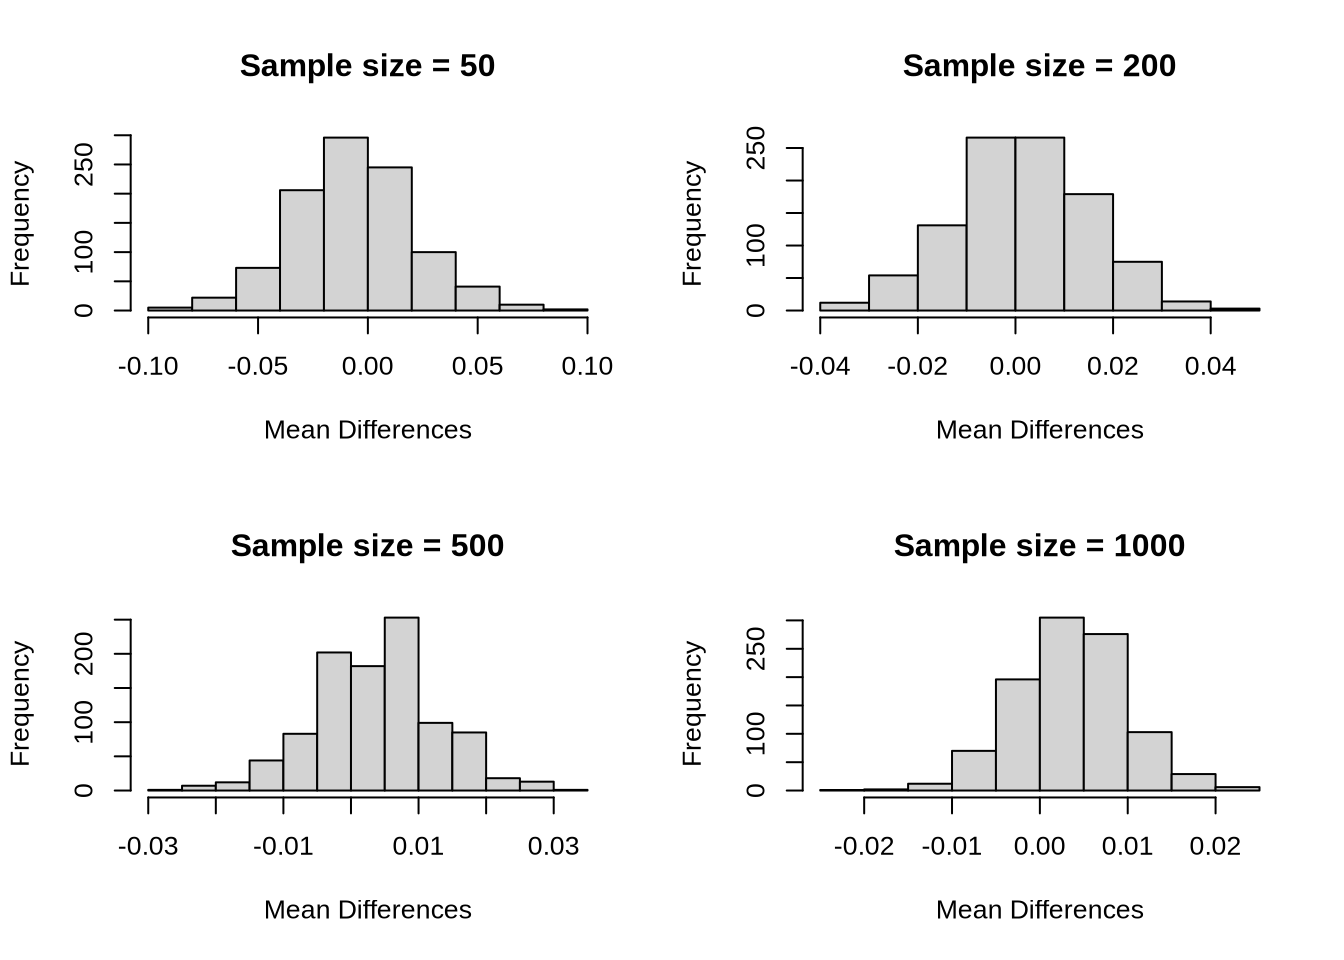 Sample size = 50
Frequency
0 100 250
-0.10 -0.05 0.00 0.05 0.10
Mean Differences
Sample size = 200
Frequency
0 100 250
-0.04 -0.02 0.00 0.02 0.04
Mean Differences
Sample size = 500
Frequency
0 100 200
-0.03 -0.01 0.01 0.03
Mean Differences
Sample size = 1000
Frequency
0 100 250
-0.02 -0.01 0.00 0.01 0.02
Mean Differences